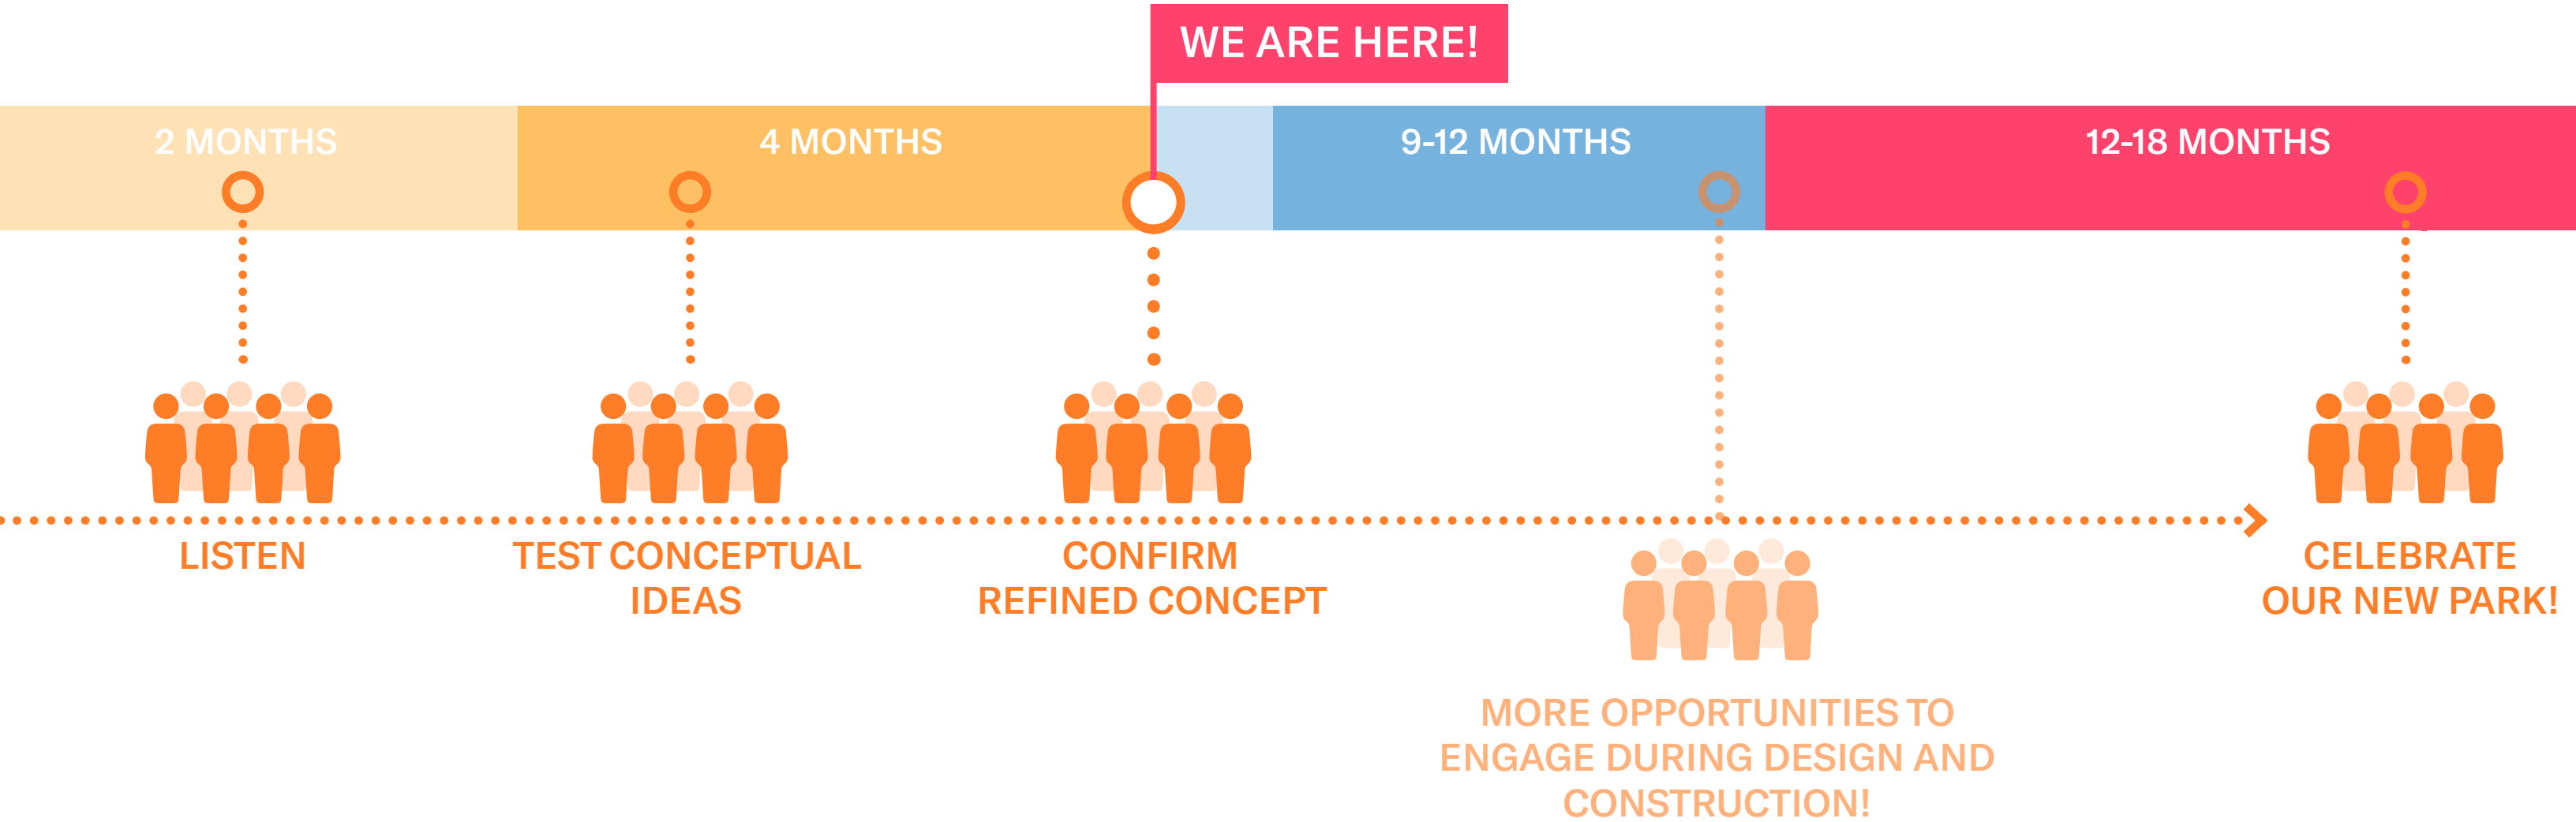 WE ARE HERE!
2 MONTHS
4 MONTHS
9-12 MONTHS
12-18 MONTHS
LISTEN
TEST CONCEPTUAL
IDEAS
CONFIRM
REFINED CONCEPT
MORE OPPORTUNITIES TO
ENGAGE DURING DESIGN AND
CONSTRUCTION!
CELEBRATE
OUR NEW PARK!